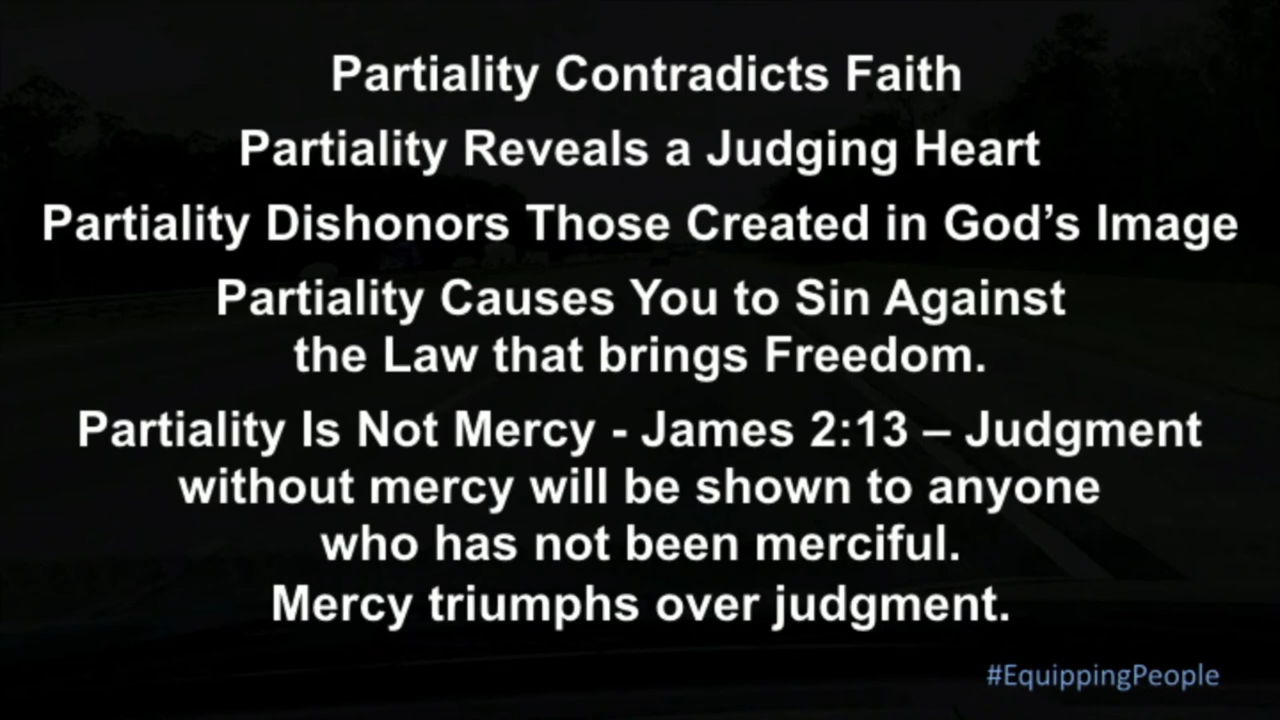 Partiality Contradicts Faith
Partiality Reveals a Judging Heart
Partiality Dishonors Those Created in God’s Image
Partiality Causes You to Sin Against
the Law that brings Freedom.
Partiality Is Not Mercy - James 2:13 – Judgment
without mercy will be shown to anyone
who has not been merciful.
Mercy triumphs over judgment.
#EquippingPeople